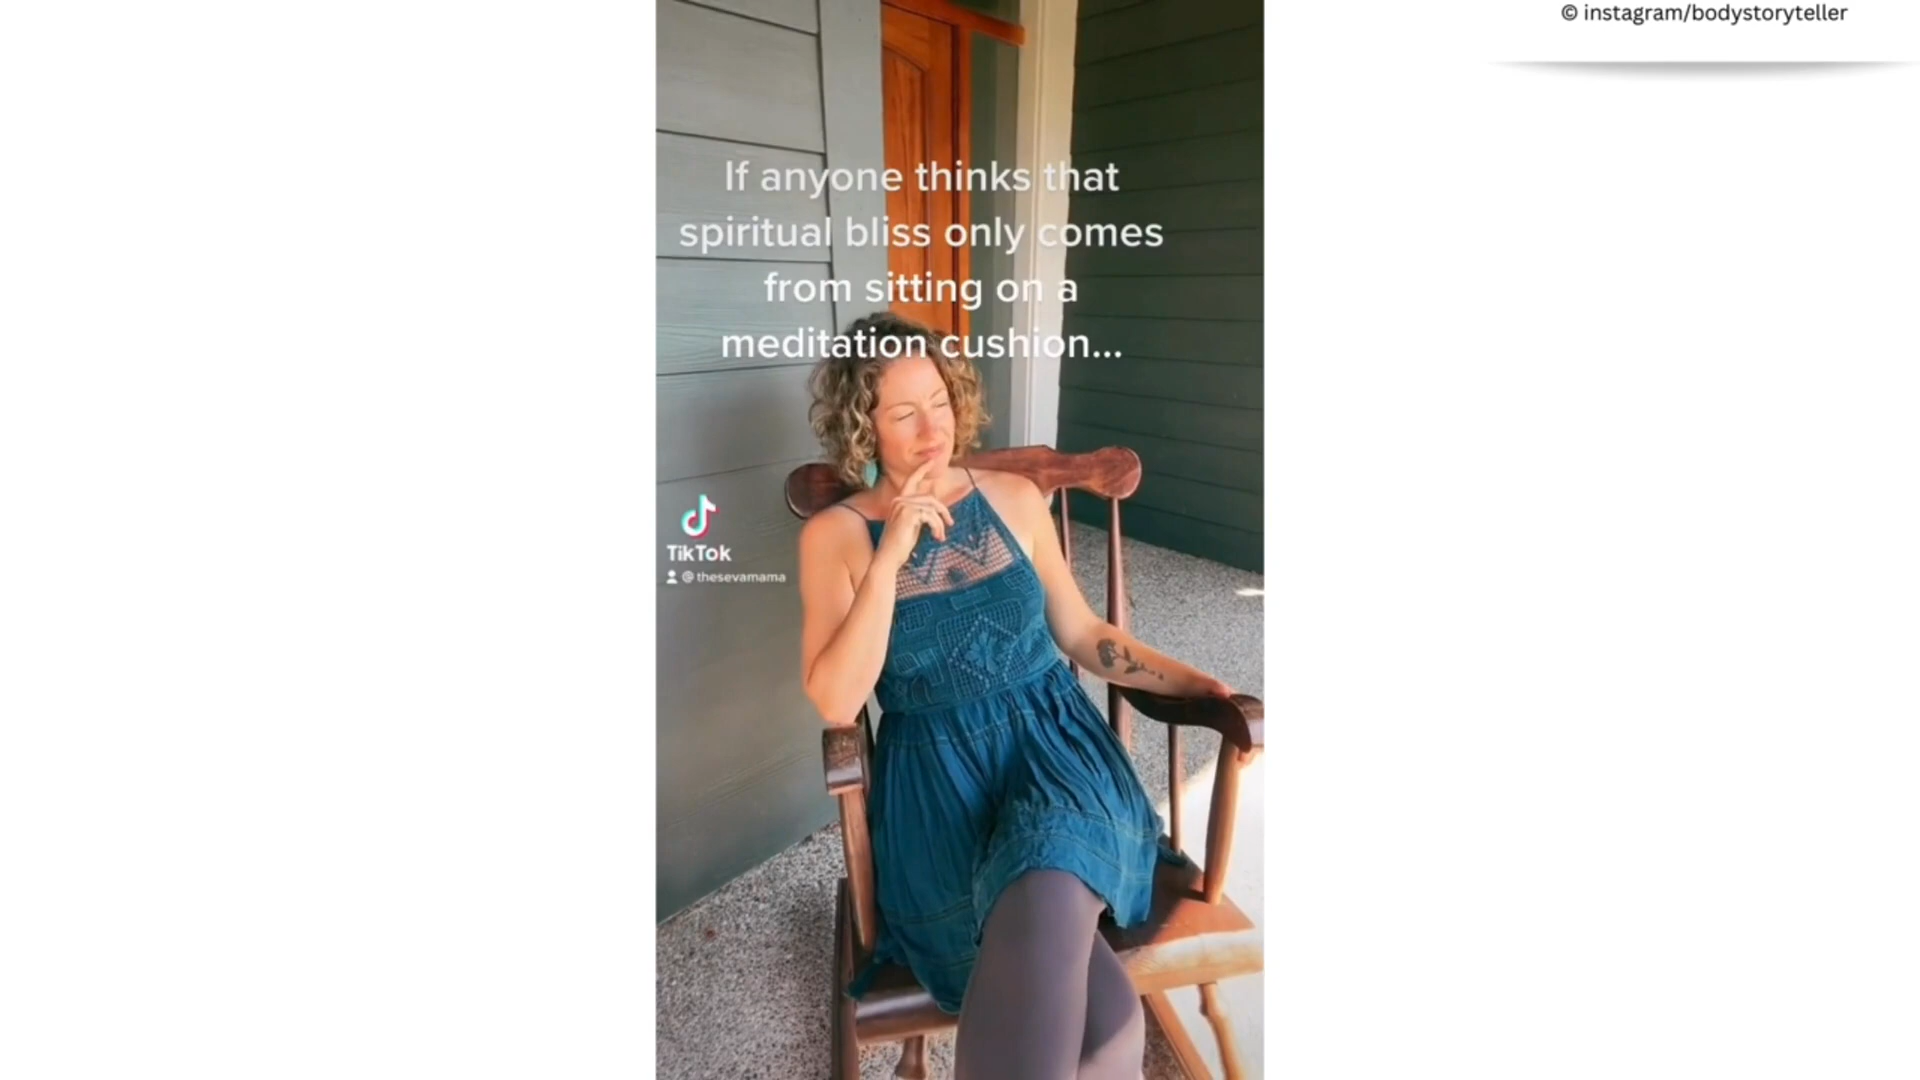 © instagram/bodystoryteller
If anyone thinks that
spiritual bliss only comes
from sitting on a
meditation cushion...
TikTok
@thesevamama